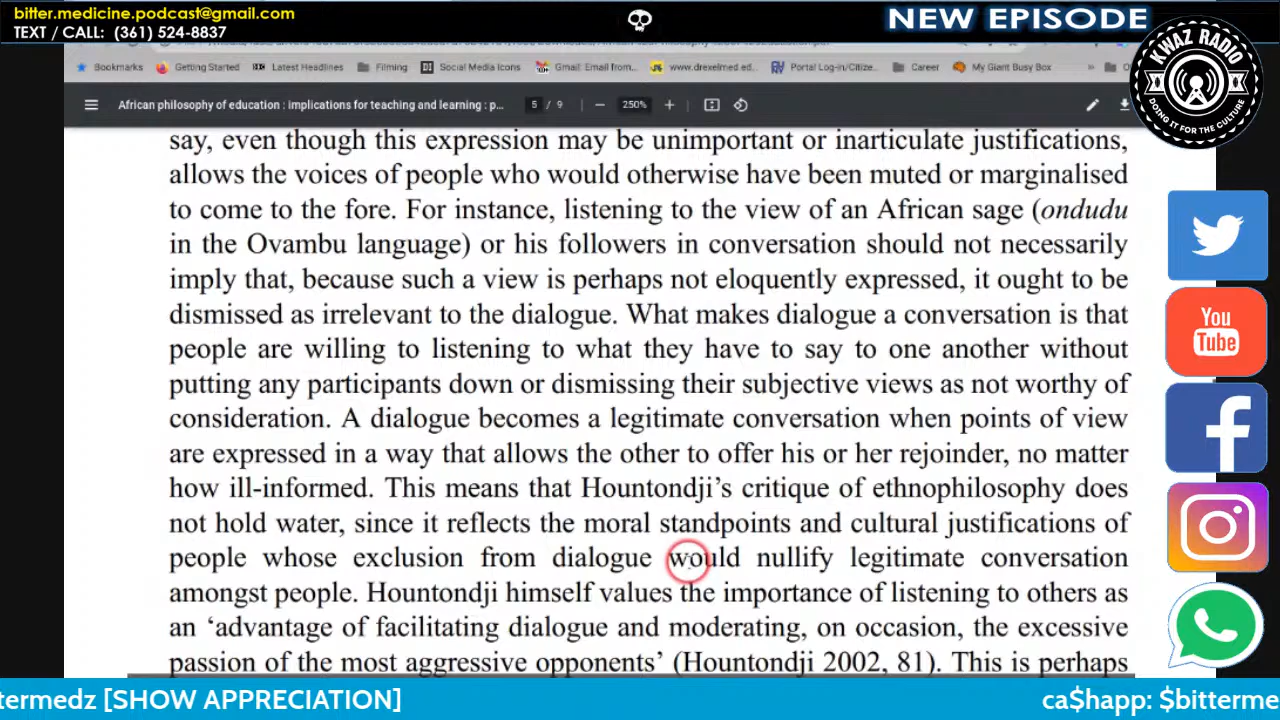 bitter.medicine.podcast@gmail.com
TEXT / CALL: (361) 524-8837
NEW EPISODE
KWAZ RADIO
DOING IT FOR THE CULTURE
Bookmarks
Getting Started
Latest Headlines
Filming
Social Media Icons
Gmail: Email from...
www.drexelmed.ed...
Portal Log-in/Citize...
Career
My Giant Busy Box
African philosophy of education : implications for teaching and learning : p...
5 / 9
250%
say, even though this expression may be unimportant or inarticulate justifications,
allows the voices of people who would otherwise have been muted or marginalised
to come to the fore. For instance, listening to the view of an African sage (ondudu
in the Ovambu language) or his followers in conversation should not necessarily
imply that, because such a view is perhaps not eloquently expressed, it ought to be
dismissed as irrelevant to the dialogue. What makes dialogue a conversation is that
people are willing to listening to what they have to say to one another without
putting any participants down or dismissing their subjective views as not worthy of
consideration. A dialogue becomes a legitimate conversation when points of view
are expressed in a way that allows the other to offer his or her rejoinder, no matter
how ill-informed. This means that Hountondji's critique of ethnophilosophy does
not hold water, since it reflects the moral standpoints and cultural justifications of
people whose exclusion from dialogue would nullify legitimate conversation
amongst people. Hountondji himself values the importance of listening to others as
an ‘advantage of facilitating dialogue and moderating, on occasion, the excessive
passion of the most aggressive opponents’ (Hountondji 2002, 81). This is perhaps
You
Tube
termedz [SHOW APPRECIATION]
ca$happ: $bitterme